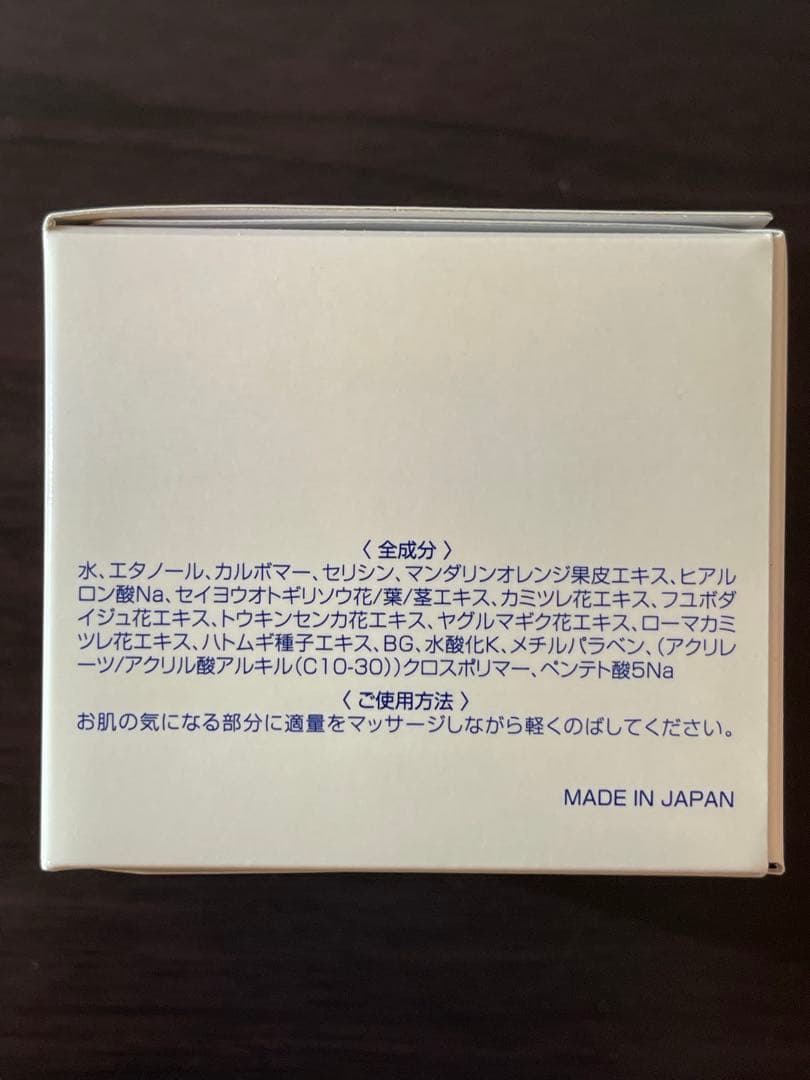 〈 全成分 〉
水、エタノール、カルボマー、セリシン、マンダリンオレンジ果皮エキス、ヒアル
ロン酸Na、セイヨウオトギリソウ花/葉/茎エキス、カミツレ花エキス、フユボダ
イジュ花エキス、トウキンセンカ花エキス、ヤグルマギク花エキス、ローマカミ
ツレ花エキス、ハトムギ種子エキス、BG、水酸化K、メチルパラベン、(アクリレ
ーツ/アクリル酸アルキル(C10-30))クロスポリマー、ペンテト酸5Na
〈 ご使用方法 〉
お肌の気になる部分に適量をマッサージしながら軽くのばしてください。
MADE IN JAPAN